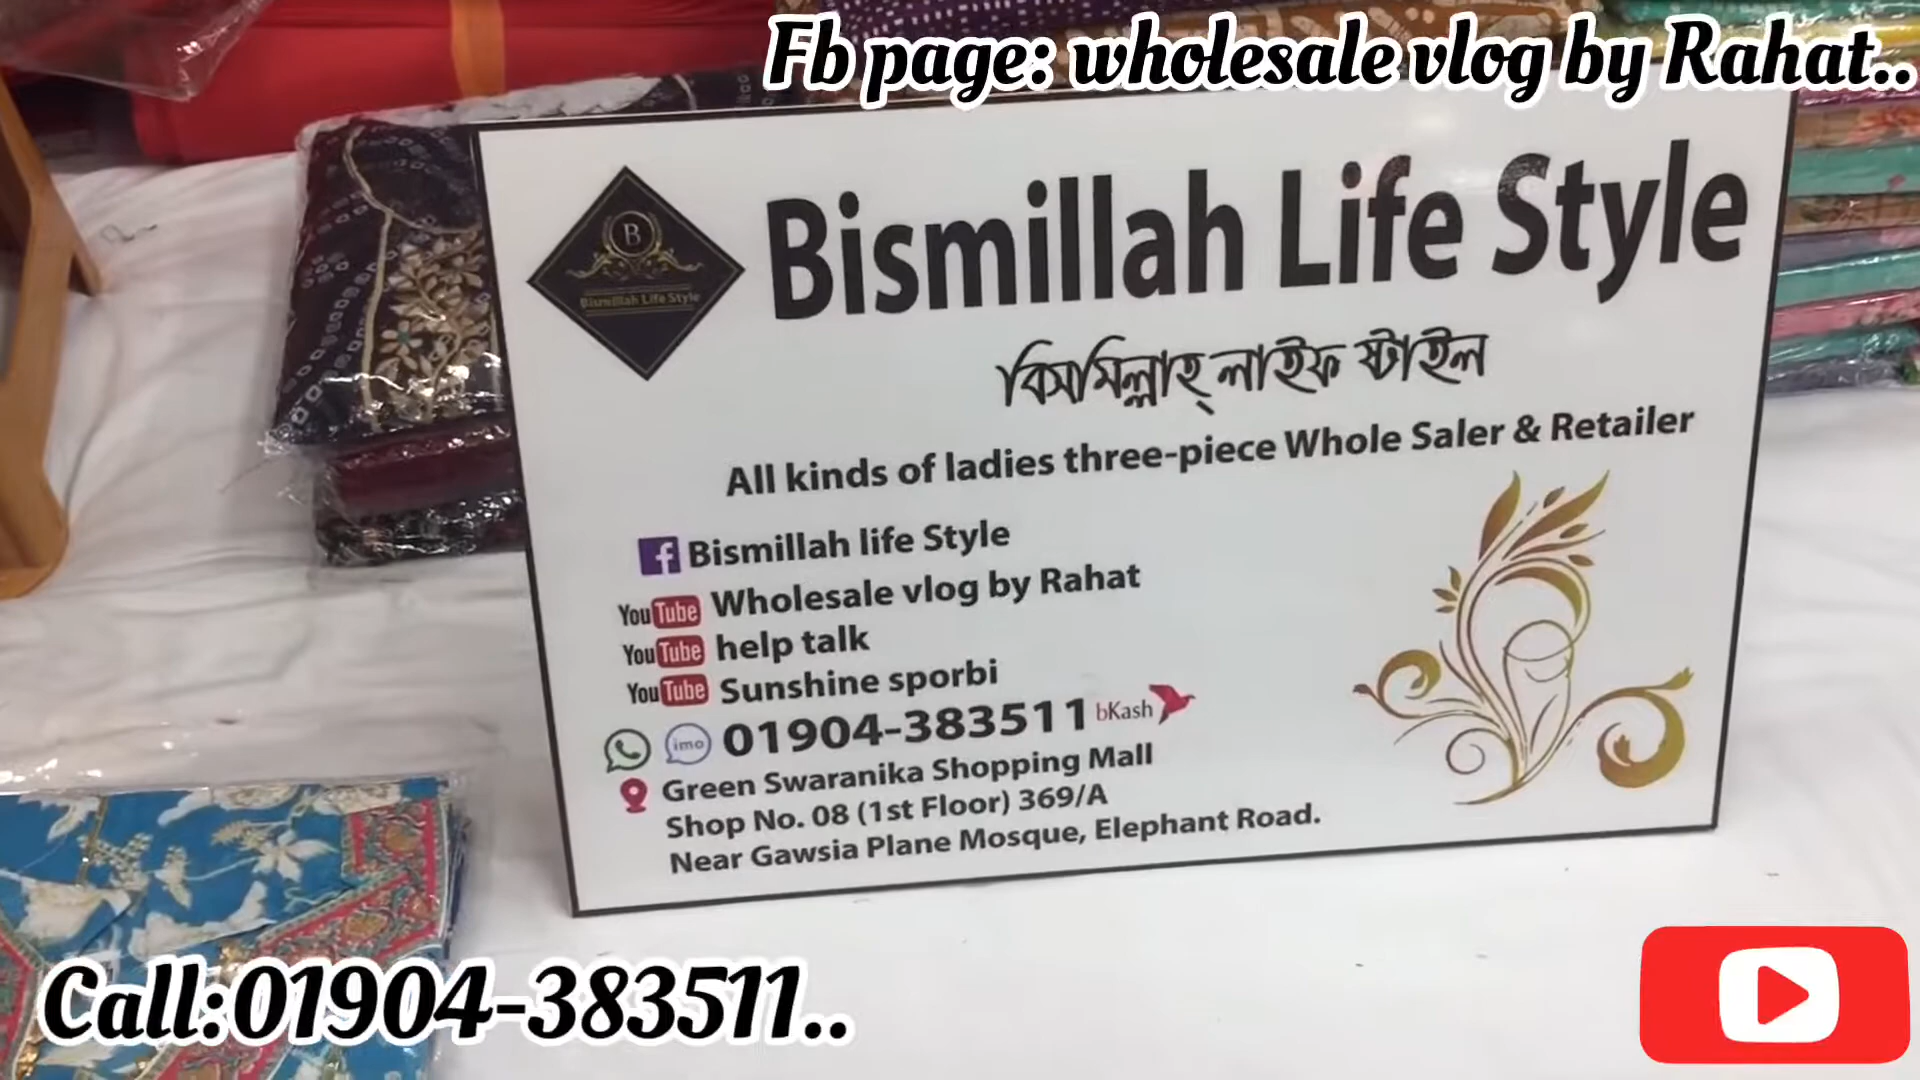 Fb page: wholesale vlog by Rahat..
B
Bismillah Life Style
Bismillah Life Style
বিসমিল্লাহ্ লাইফ ষ্টাইল
All kinds of ladies three-piece Whole Saler & Retailer
f Bismillah life Style
YouTube Wholesale vlog by Rahat
YouTube help talk
YouTube Sunshine sporbi
imo 01904-383511 bKash
Green Swaranika Shopping Mall
Shop No. 08 (1st Floor) 369/A
Near Gawsia Plane Mosque, Elephant Road.
Call:01904-383511..